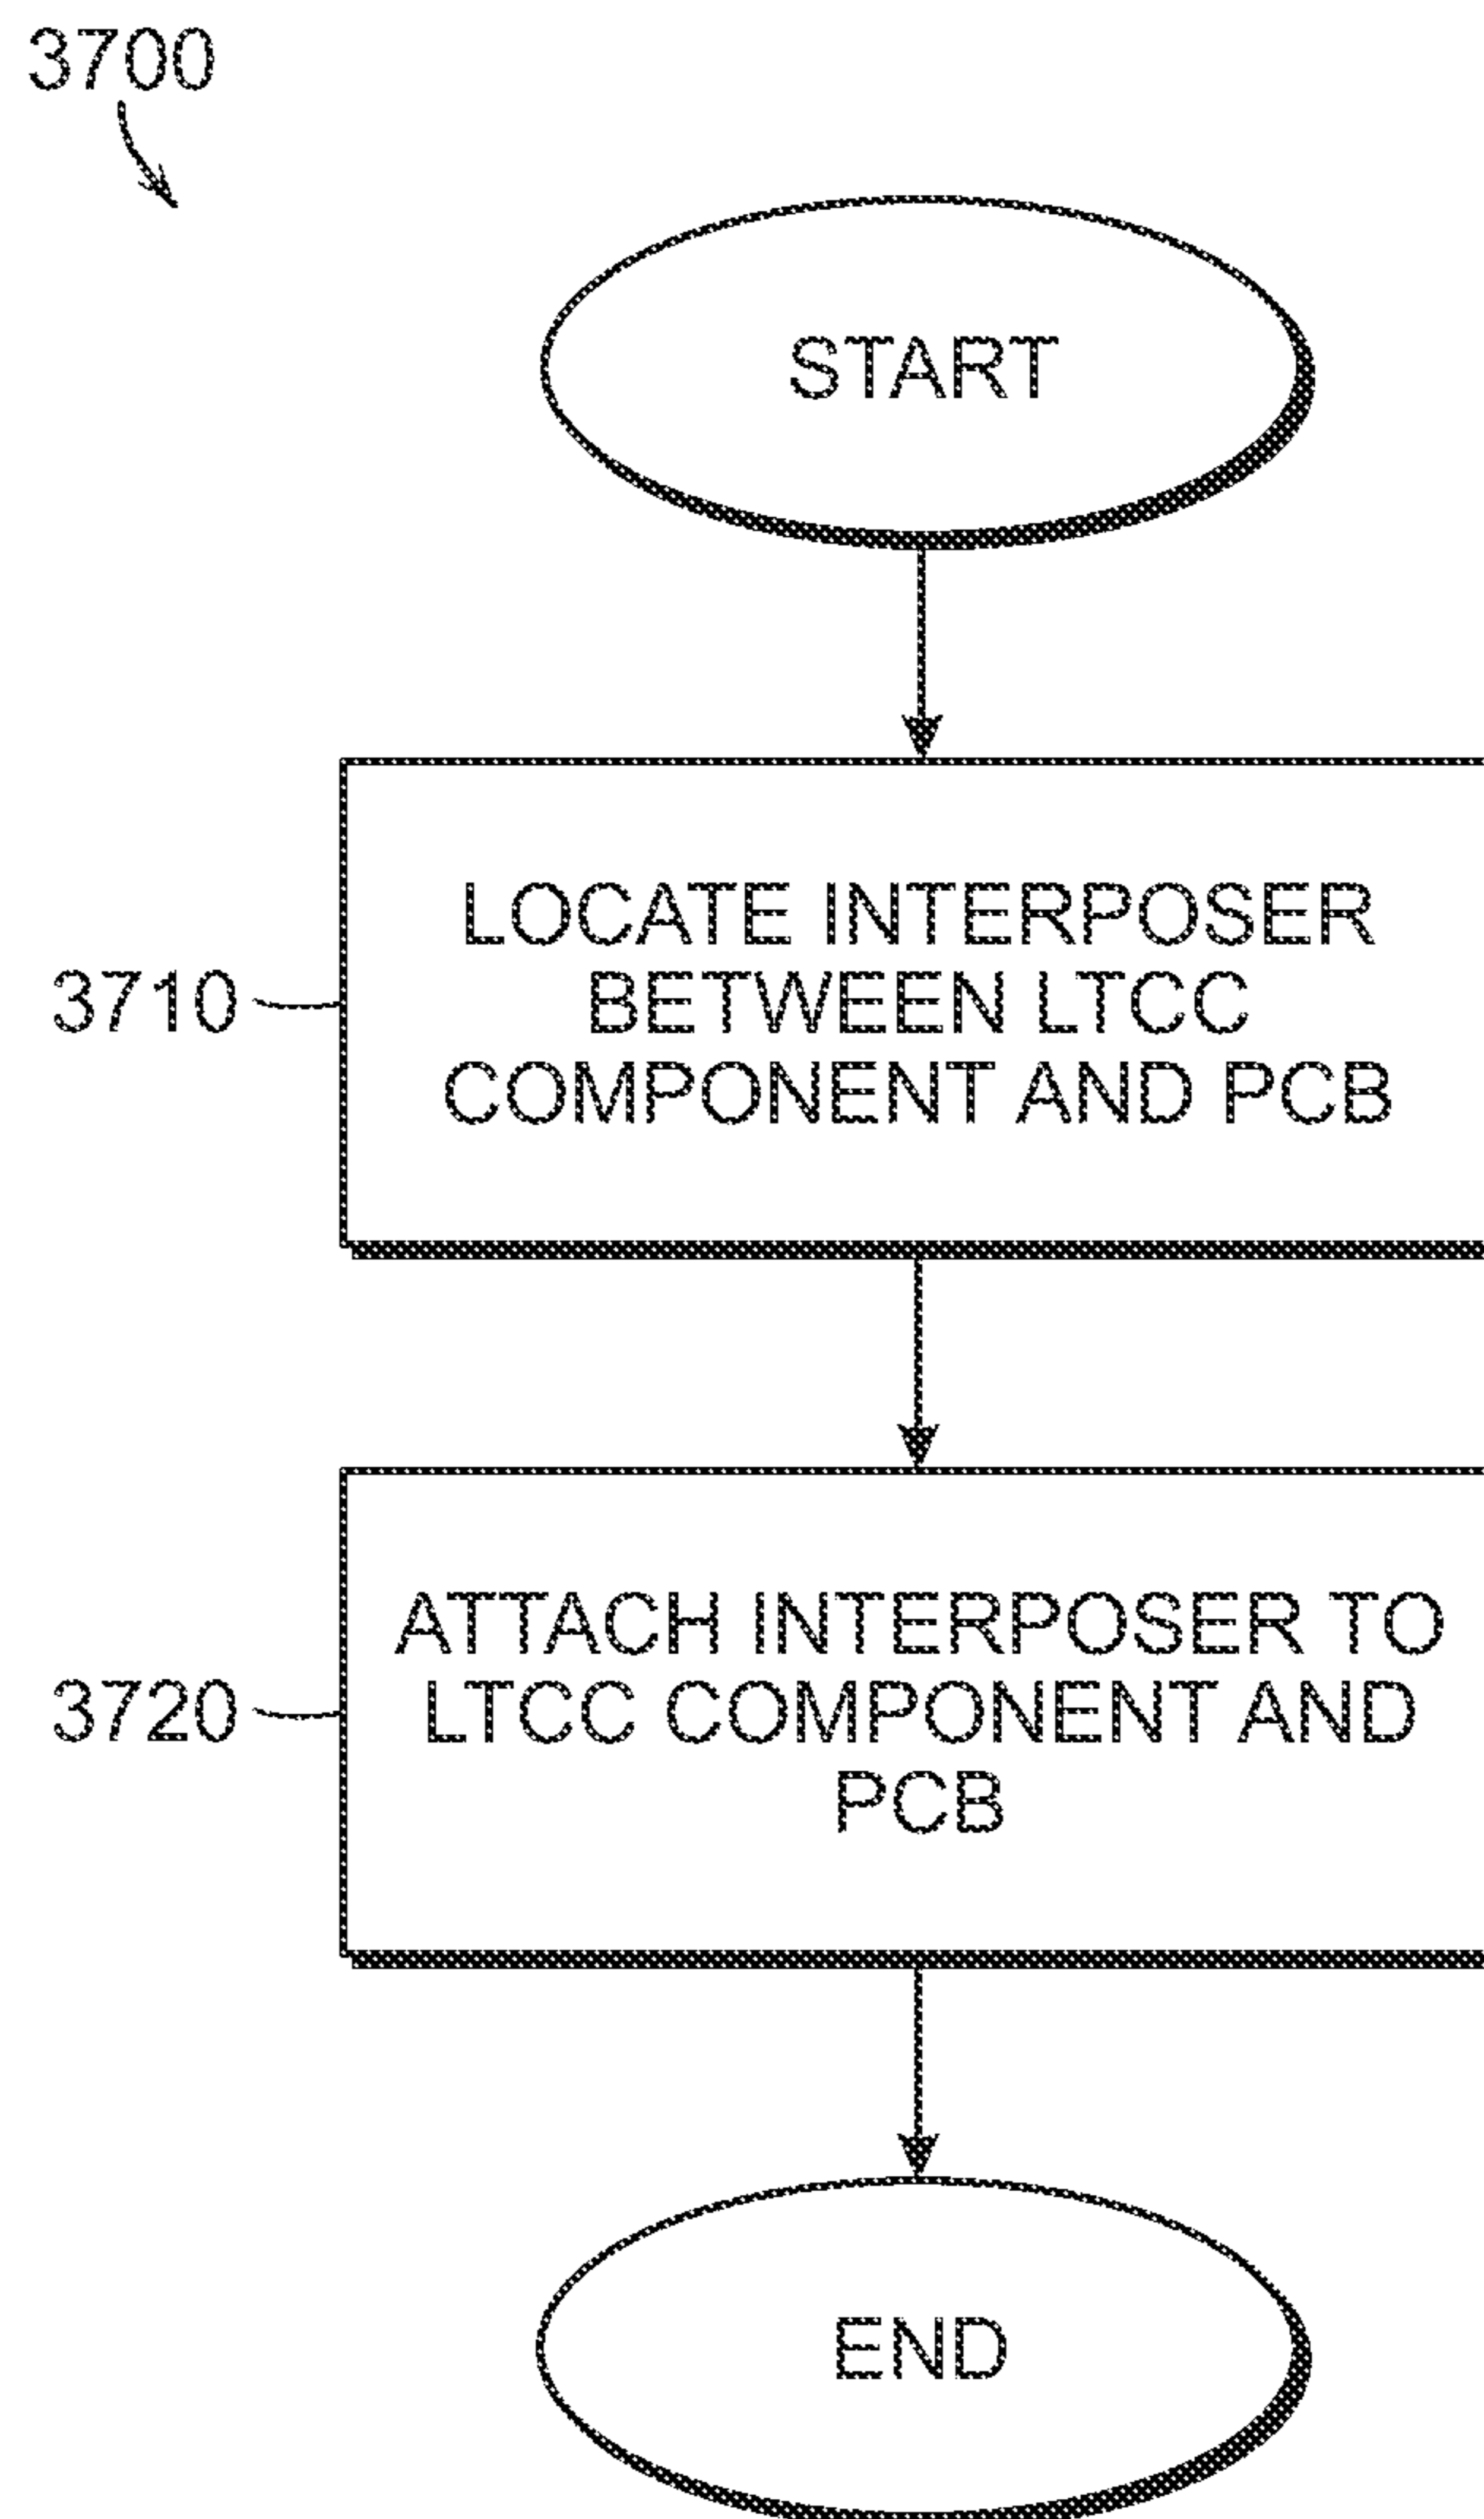 3700
START
LOCATE INTERPOSER
BETWEEN LTCC
COMPONENT AND PCB
3710
ATTACH INTERPOSER TO
LTCC COMPONENT AND
PCB
3720
END